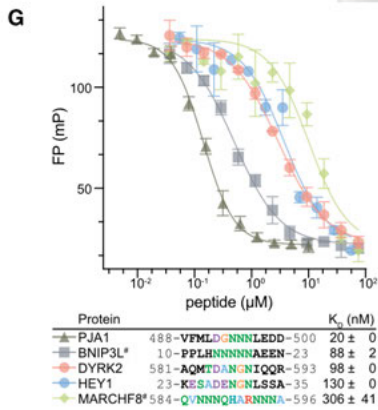 G
FP (mP)
100
50
10⁻² 10⁻¹ 10⁰ 10¹ 10²
peptide (µM)
Protein K_D (nM)
PJA1 488–VFMLDGNNNLEDD–500 20 ± 0
BNIP3L# 10–PPLHNNNNNAEEN–23 88 ± 2
DYRK2 581–AQMTDANGNIQQR–593 98 ± 0
HEY1 23–KESADENGNLSSA–35 130 ± 0
MARCHF8# 584–QVNNNQHARNNNA–596 306 ± 41